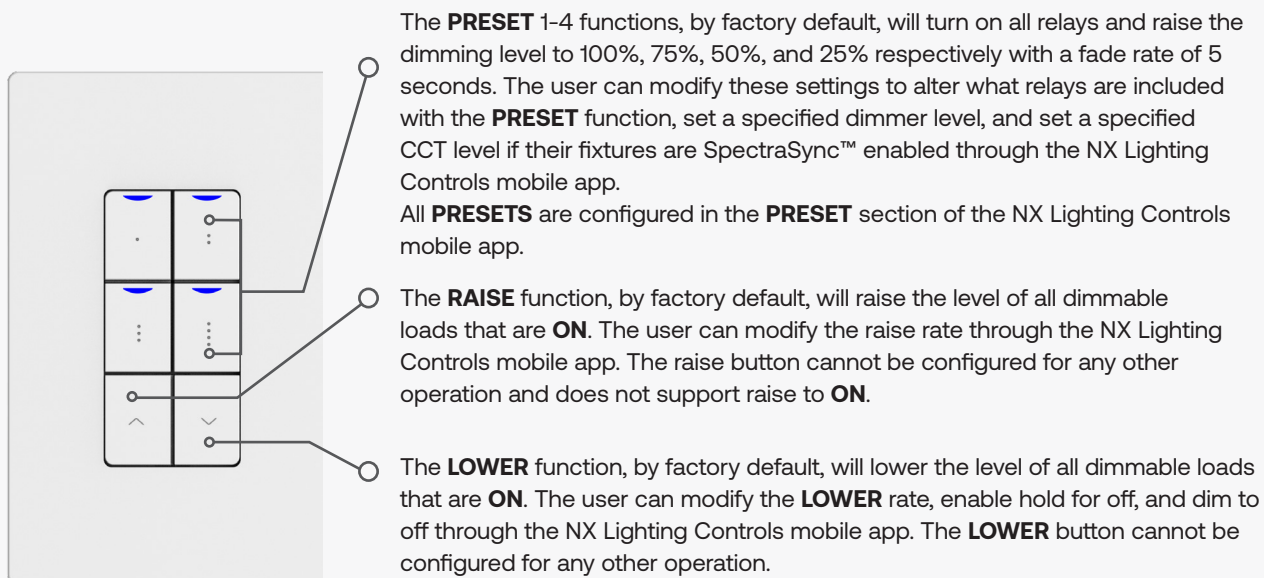 The PRESET 1-4 functions, by factory default, will turn on all relays and raise the
dimming level to 100%, 75%, 50%, and 25% respectively with a fade rate of 5
seconds. The user can modify these settings to alter what relays are included
with the PRESET function, set a specified dimmer level, and set a specified
CCT level if their fixtures are SpectraSync™ enabled through the NX Lighting
Controls mobile app.
All PRESETS are configured in the PRESET section of the NX Lighting Controls
mobile app.
The RAISE function, by factory default, will raise the level of all dimmable
loads that are ON. The user can modify the raise rate through the NX Lighting
Controls mobile app. The raise button cannot be configured for any other
operation and does not support raise to ON.
The LOWER function, by factory default, will lower the level of all dimmable loads
that are ON. The user can modify the LOWER rate, enable hold for off, and dim to
off through the NX Lighting Controls mobile app. The LOWER button cannot be
configured for any other operation.